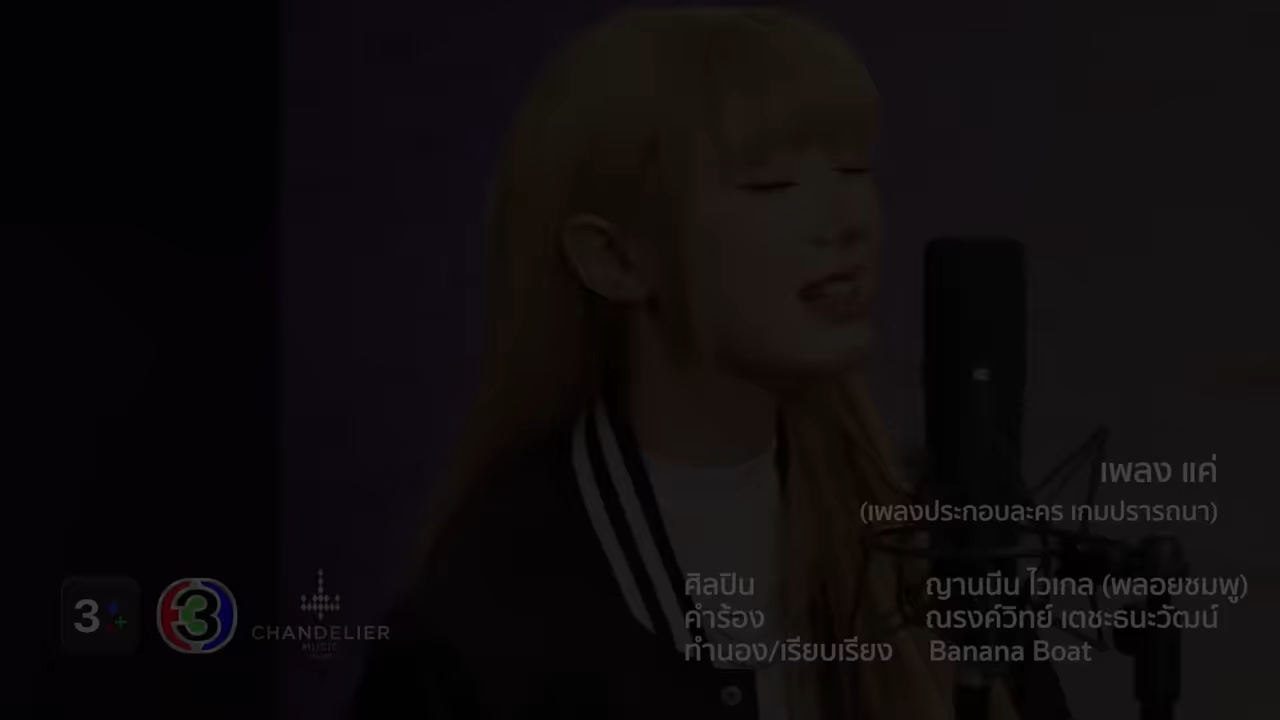 เพลง แค่
(เพลงประกอบละคร เกมปรารถนา)
ศิลปิน ญานนีน ไวเกล (พลอยชมพู)
คำร้อง ณรงค์วิทย์ เตชะธนะวัฒน์
ทำนอง/เรียบเรียง Banana Boat
3+
3
CHANDELIER
MUSIC